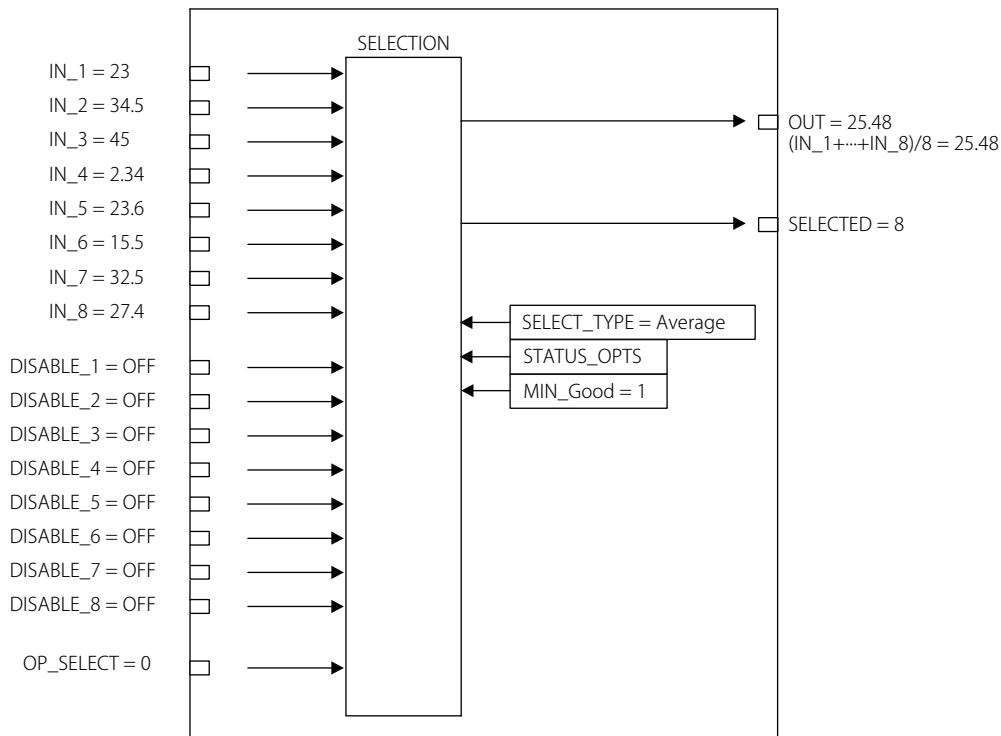 SELECTION
IN_1 = 23
IN_2 = 34.5
IN_3 = 45
IN_4 = 2.34
IN_5 = 23.6
IN_6 = 15.5
IN_7 = 32.5
IN_8 = 27.4
DISABLE_1 = OFF
DISABLE_2 = OFF
DISABLE_3 = OFF
DISABLE_4 = OFF
DISABLE_5 = OFF
DISABLE_6 = OFF
DISABLE_7 = OFF
DISABLE_8 = OFF
OP_SELECT = 0
SELECT_TYPE = Average
STATUS_OPTS
MIN_Good = 1
OUT = 25.48
(IN_1+···+IN_8)/8 = 25.48
SELECTED = 8